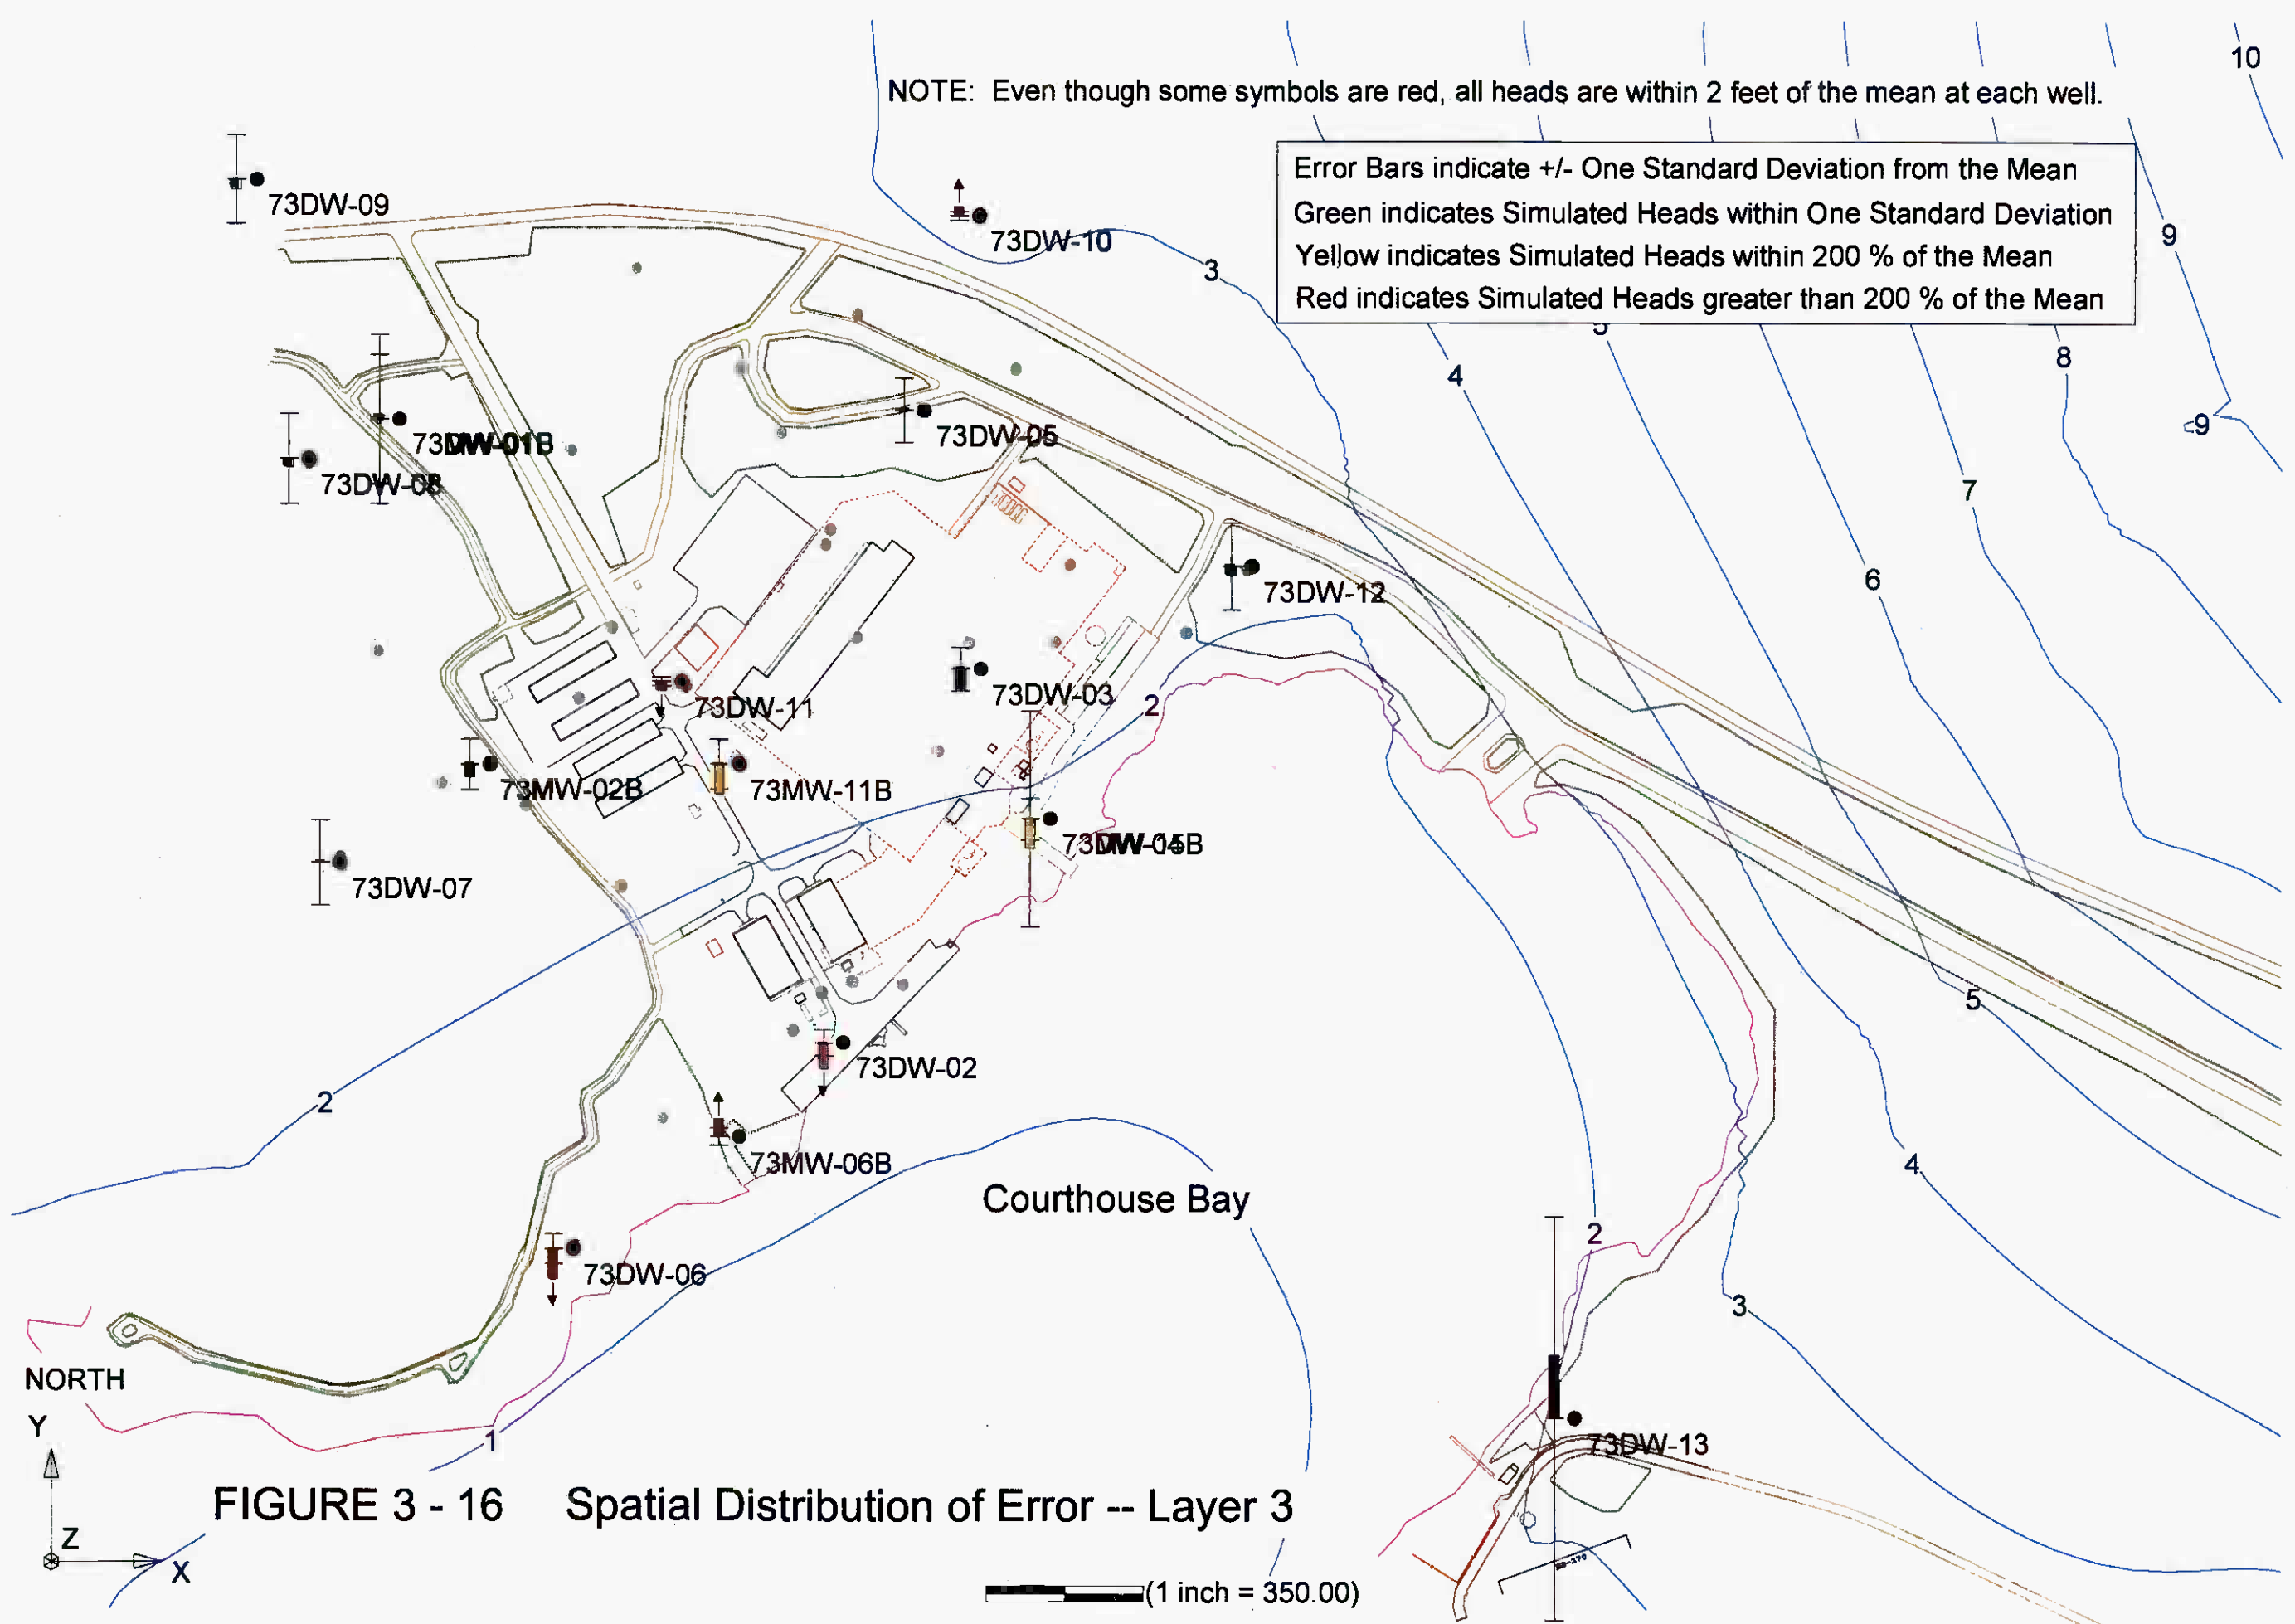 10
NOTE: Even though some symbols are red, all heads are within 2 feet of the mean at each well.
Error Bars indicate +/- One Standard Deviation from the Mean
Green indicates Simulated Heads within One Standard Deviation
Yellow indicates Simulated Heads within 200 % of the Mean
Red indicates Simulated Heads greater than 200 % of the Mean
73DW-09
73DW-10
9
3
5
8
4
9
73DW-05
73DW-08
7
6
73DW-12
73DW-03
73DW-11
2
73MW-02B
73MW-11B
73DW-07
5
73DW-02
2
73MW-06B
4
Courthouse Bay
2
73DW-06
3
NORTH
Y
1
73DW-13
FIGURE 3 - 16 Spatial Distribution of Error -- Layer 3
Z
X
(1 inch = 350.00)